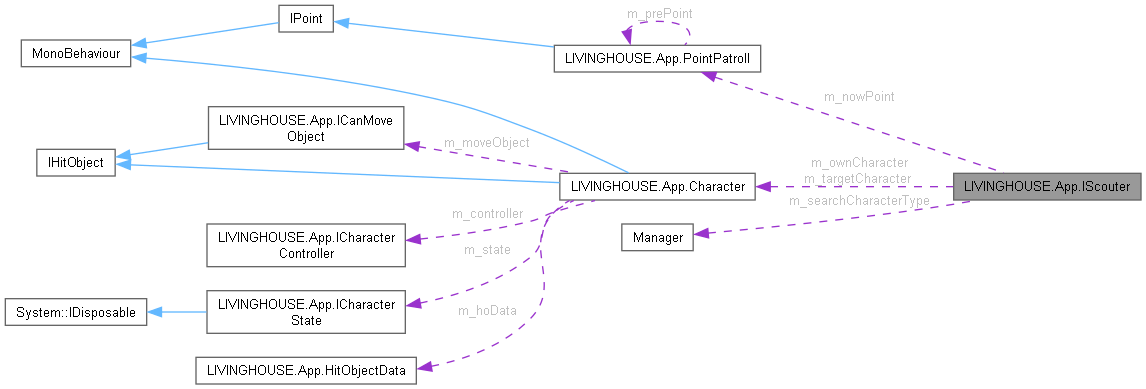 m_prePoint
IPoint
MonoBehaviour
LIVINGHOUSE.App.PointPatroll
m_nowPoint
LIVINGHOUSE.App.ICanMove
Object
m_moveObject
IHitObject
m_ownCharacter
m_targetCharacter
LIVINGHOUSE.App.Character
LIVINGHOUSE.App.IScouter
m_searchCharacterType
m_controller
LIVINGHOUSE.App.ICharacter
Controller
Manager
m_state
LIVINGHOUSE.App.ICharacter
State
System::IDisposable
m_hoData
LIVINGHOUSE.App.HitObjectData